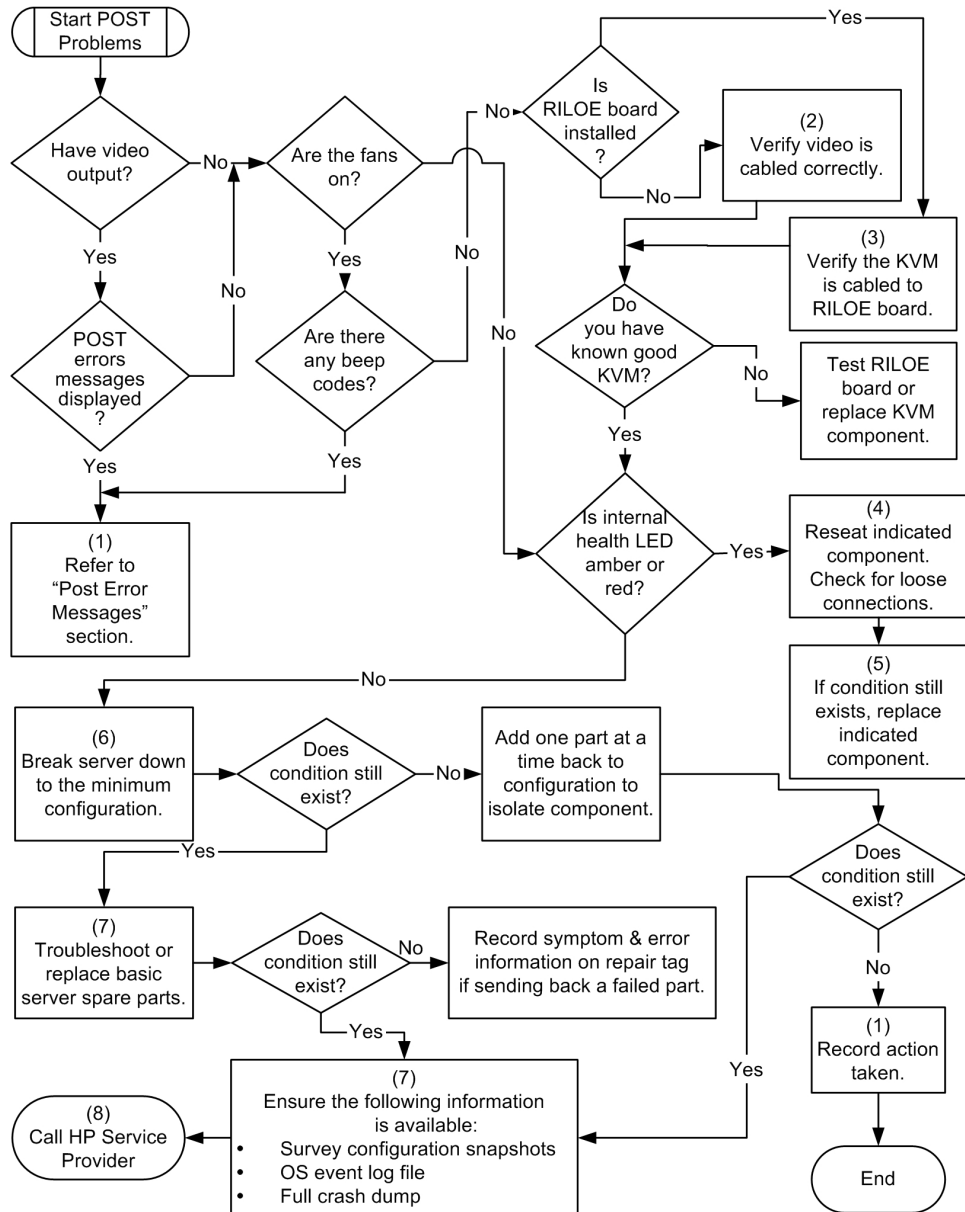 Start POST
Problems
Have video
output?
No
Yes
POST
errors
messages
displayed
?
No
Yes
(1)
Refer to
“Post Error
Messages”
section.
Are the fans
on?
Yes
No
Are there
any beep
codes?
No
Yes
No
Is
RILOE board
installed
?
Yes
No
(2)
Verify video is
cabled correctly.
(3)
Verify the KVM
is cabled to
RILOE board.
Do
you have
known good
KVM?
No
Test RILOE
board or
replace KVM
component.
Yes
Is internal
health LED
amber or
red?
Yes
(4)
Reseat indicated
component.
Check for loose
connections.
(5)
If condition still
exists, replace
indicated
component.
No
(6)
Break server down
to the minimum
configuration.
Does
condition still
exist?
No
Add one part at a
time back to
configuration to
isolate component.
Yes
Does
condition still
exist?
No
Yes
(1)
Record action
taken.
End
(7)
Troubleshoot or
replace basic
server spare parts.
Does
condition still
exist?
No
Record symptom & error
information on repair tag
if sending back a failed part.
Yes
(7)
Ensure the following information
is available:
• Survey configuration snapshots
• OS event log file
• Full crash dump
(8)
Call HP Service
Provider